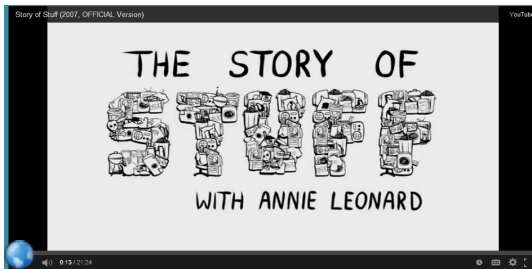 Story of Stuff (2007, OFFICIAL Version)
YouTube
THE STORY OF
STUFF
WITH ANNIE LEONARD
0:13 / 21:24